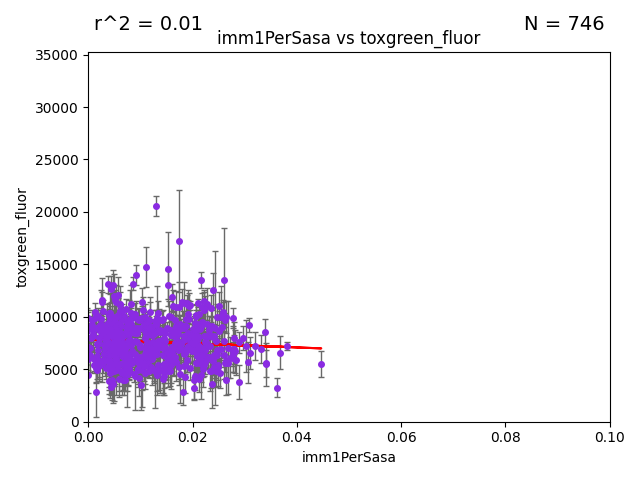 r^2 = 0.01
N = 746
imm1PerSasa vs toxgreen_fluor
35000
30000
25000
20000
15000
10000
5000
0
toxgreen_fluor
0.00
0.02
0.04
0.06
0.08
0.10
imm1PerSasa